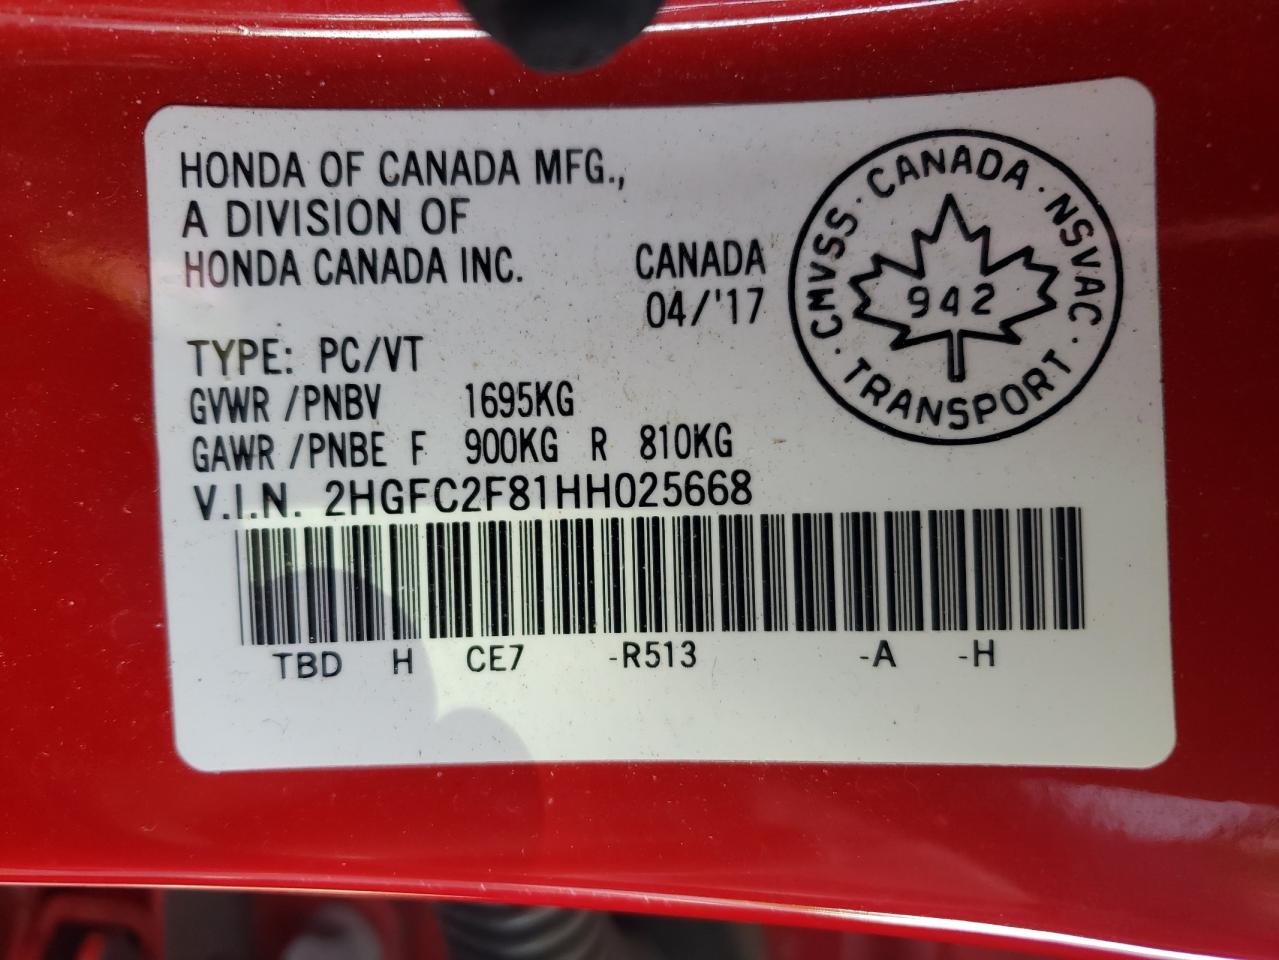 HONDA OF CANADA MFG.,
A DIVISION OF
HONDA CANADA INC.
CANADA
04/'17
CMVSS · CANADA · NSVAC · TRANSPORT ·
942
TYPE: PC/VT
GVWR /PNBV 1695KG
GAWR /PNBE F 900KG R 810KG
V.I.N. 2HGFC2F81HH025668
TBD H CE7 -R513 -A -H